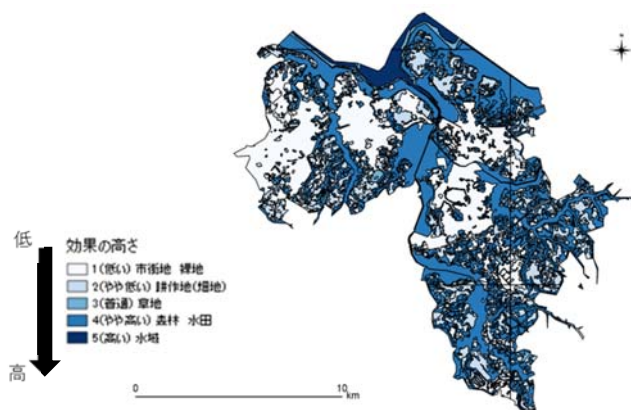 N
低
高
効果の高さ
1(低い) 市街地 裸地
2(やや低い) 耕作地(畑地)
3(普通) 草地
4(やや高い) 森林 水田
5(高い) 水域
0 10
km